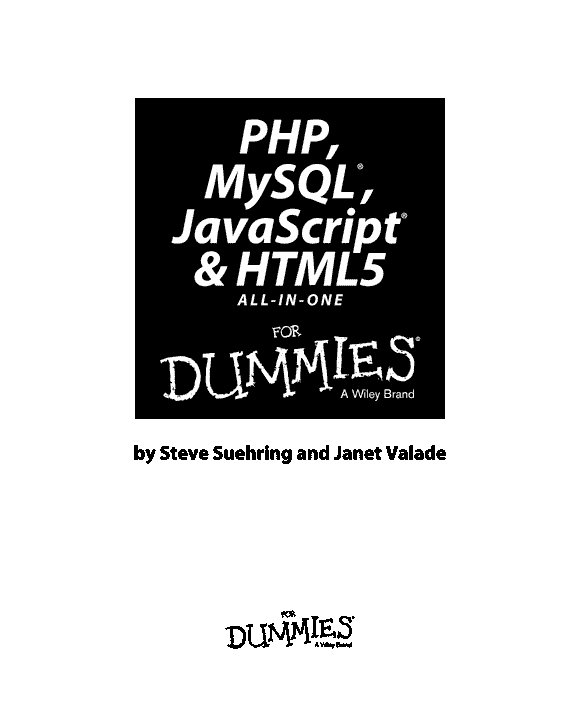 PHP,
MySQL®,
JavaScript®
& HTML5
ALL-IN-ONE
FOR
DUMMIES®
A Wiley Brand
by Steve Suehring and Janet Valade
FOR
DUMMIES®
A Wiley Brand